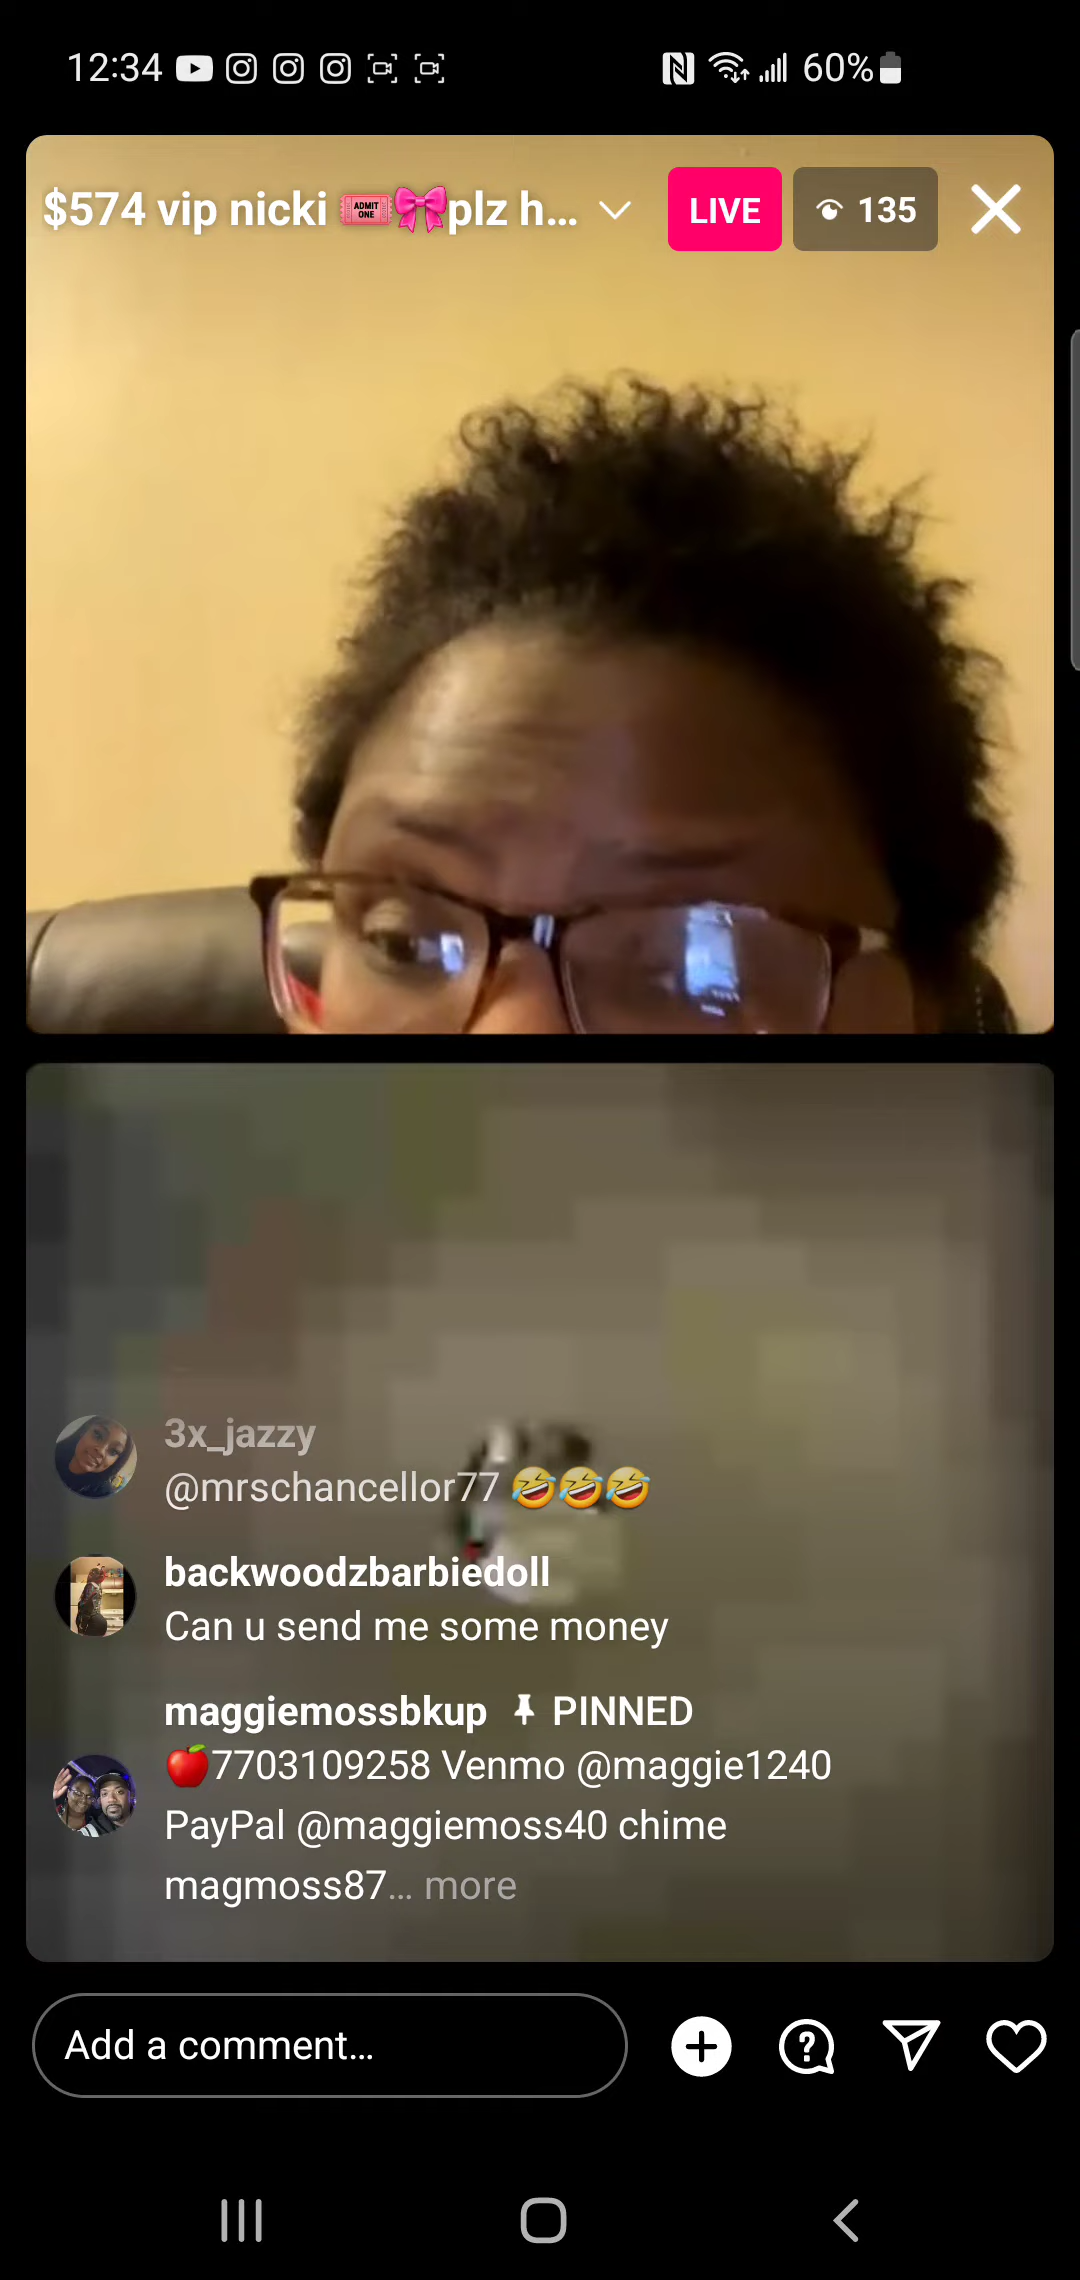 12:34 60%
$574 vip nicki 🎟️🎀plz h... LIVE 135
ADMIT
ONE
3x_jazzy
@mrschancellor77 🤣🤣🤣
backwoodzbarbiedoll
Can u send me some money
maggiemossbkup PINNED
🍎7703109258 Venmo @maggie1240
PayPal @maggiemoss40 chime
magmoss87... more
Add a comment...